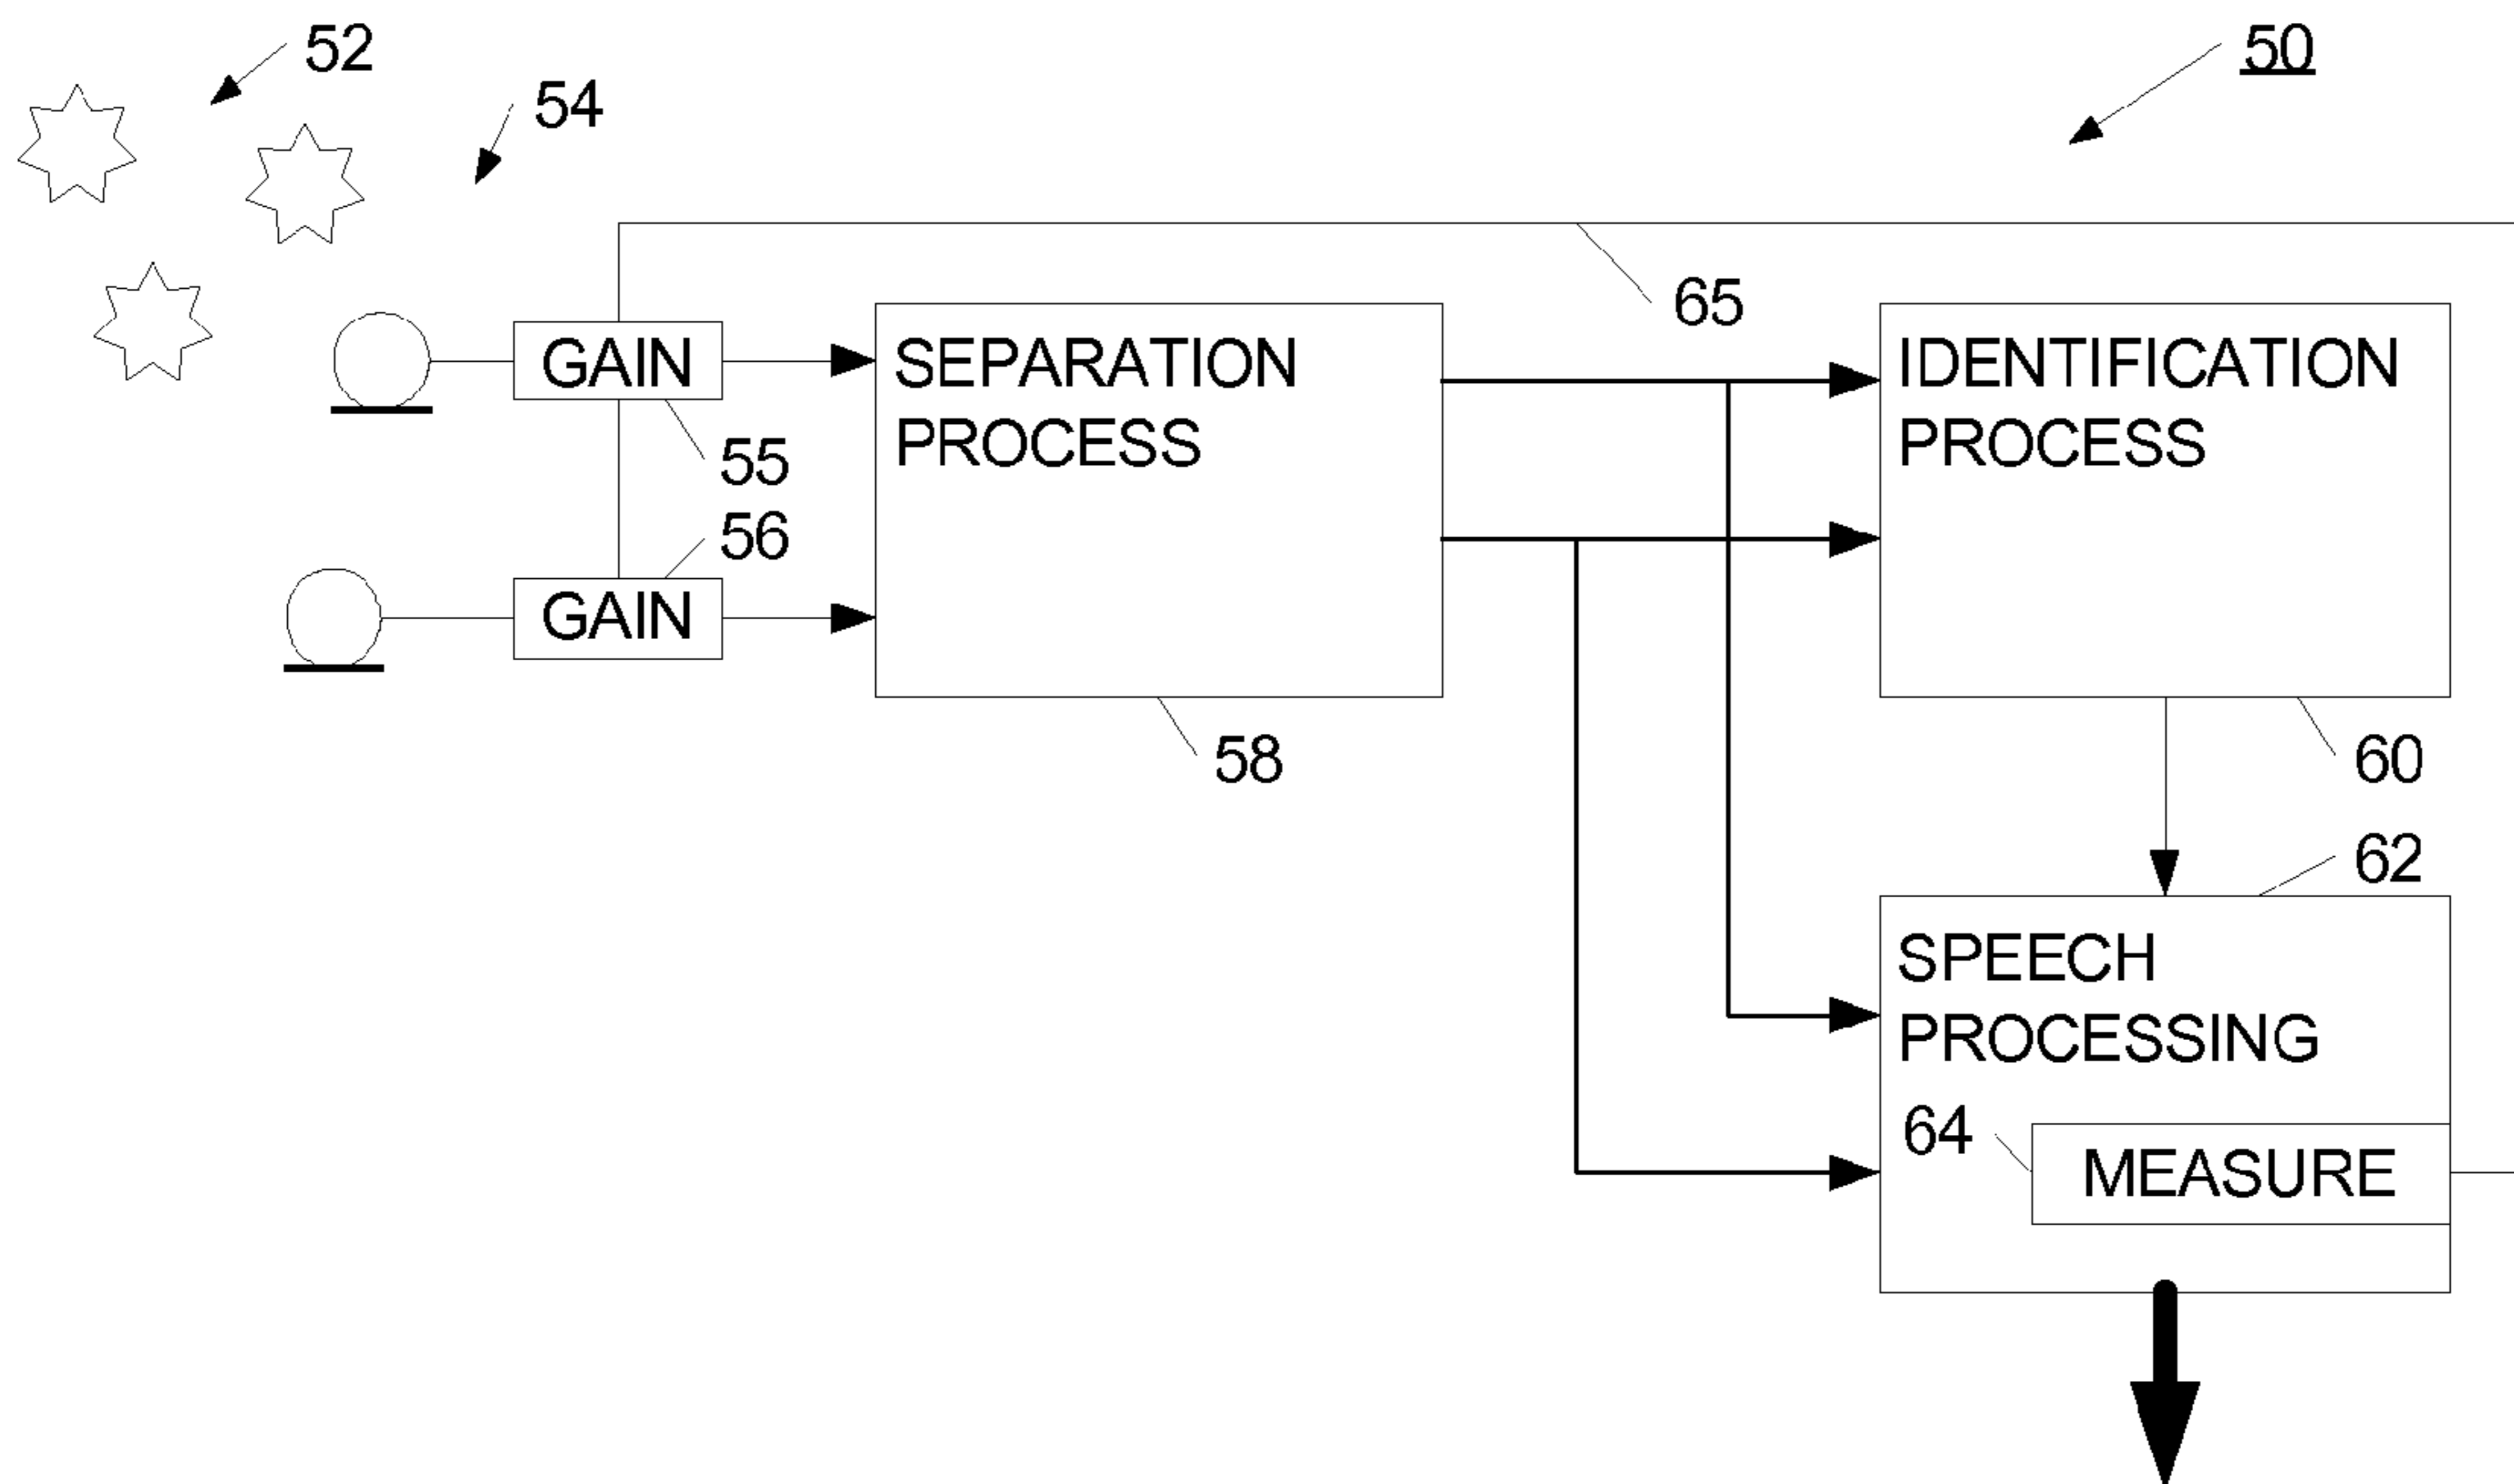 52
50
54
65
GAIN
SEPARATION
PROCESS
IDENTIFICATION
PROCESS
55
56
GAIN
58
60
62
SPEECH
PROCESSING
64
MEASURE